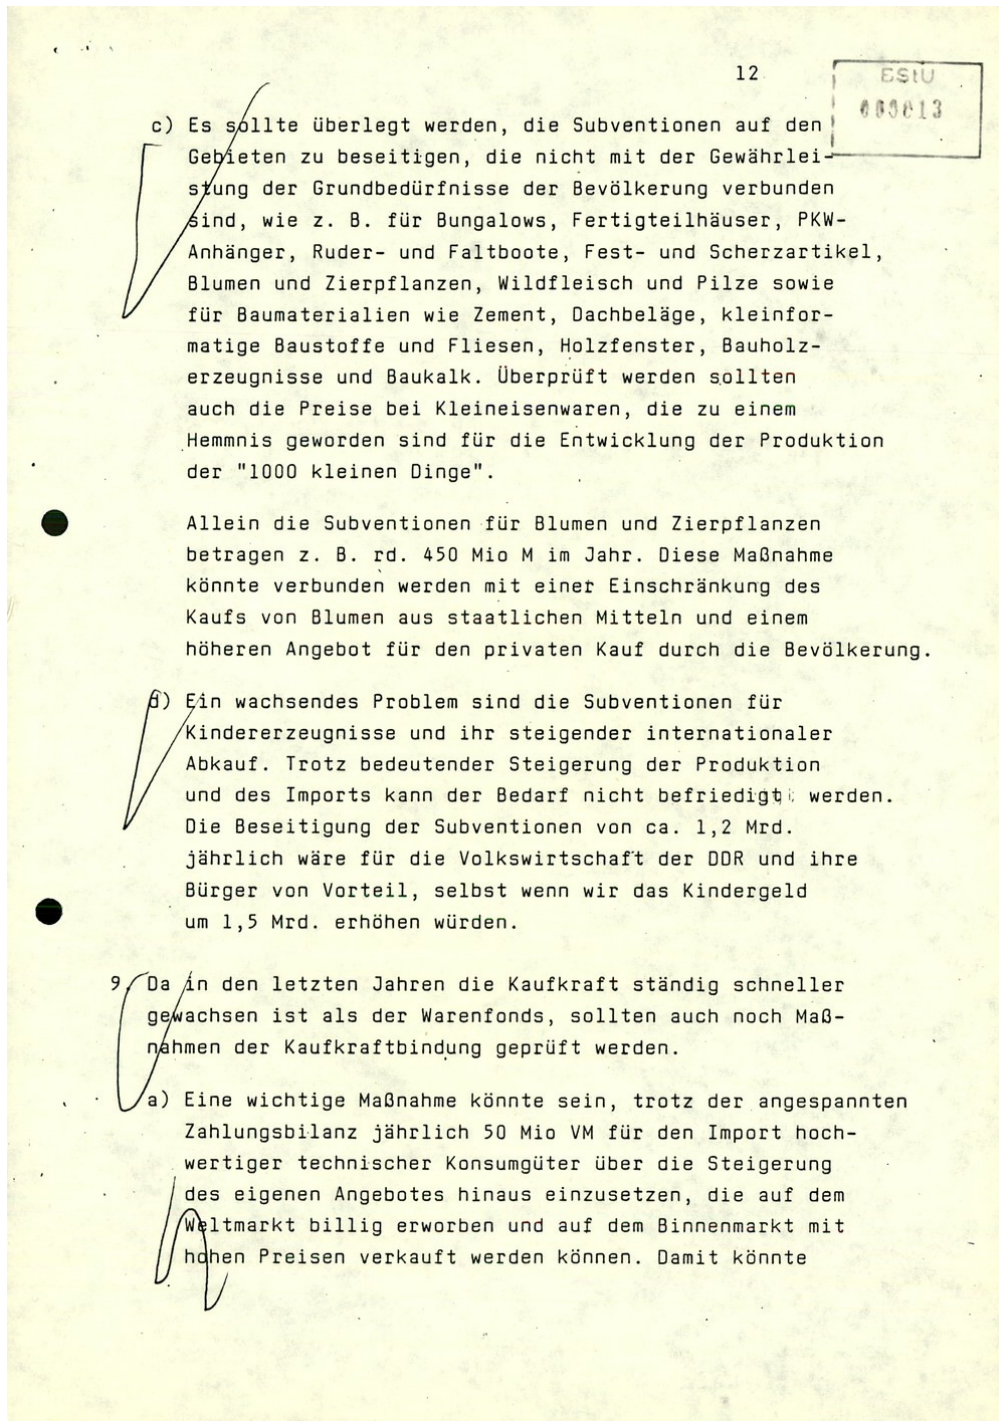 12
BStU
000013
c) Es sollte überlegt werden, die Subventionen auf den
Gebieten zu beseitigen, die nicht mit der Gewährlei-
stung der Grundbedürfnisse der Bevölkerung verbunden
sind, wie z. B. für Bungalows, Fertigteilhäuser, PKW-
Anhänger, Ruder- und Faltboote, Fest- und Scherzartikel,
Blumen und Zierpflanzen, Wildfleisch und Pilze sowie
für Baumaterialien wie Zement, Dachbeläge, kleinfor-
matige Baustoffe und Fliesen, Holzfenster, Bauholz-
erzeugnisse und Baukalk. Überprüft werden sollten
auch die Preise bei Kleineisenwaren, die zu einem
Hemmnis geworden sind für die Entwicklung der Produktion
der "1000 kleinen Dinge".
Allein die Subventionen für Blumen und Zierpflanzen
betragen z. B. rd. 450 Mio M im Jahr. Diese Maßnahme
könnte verbunden werden mit einer Einschränkung des
Kaufs von Blumen aus staatlichen Mitteln und einem
höheren Angebot für den privaten Kauf durch die Bevölkerung.
d) Ein wachsendes Problem sind die Subventionen für
Kindererzeugnisse und ihr steigender internationaler
Abkauf. Trotz bedeutender Steigerung der Produktion
und des Imports kann der Bedarf nicht befriedigt werden.
Die Beseitigung der Subventionen von ca. 1,2 Mrd.
jährlich wäre für die Volkswirtschaft der DDR und ihre
Bürger von Vorteil, selbst wenn wir das Kindergeld
um 1,5 Mrd. erhöhen würden.
9. Da in den letzten Jahren die Kaufkraft ständig schneller
gewachsen ist als der Warenfonds, sollten auch noch Maß-
nahmen der Kaufkraftbindung geprüft werden.
a) Eine wichtige Maßnahme könnte sein, trotz der angespannten
Zahlungsbilanz jährlich 50 Mio VM für den Import hoch-
wertiger technischer Konsumgüter über die Steigerung
des eigenen Angebotes hinaus einzusetzen, die auf dem
Weltmarkt billig erworben und auf dem Binnenmarkt mit
hohen Preisen verkauft werden können. Damit könnte